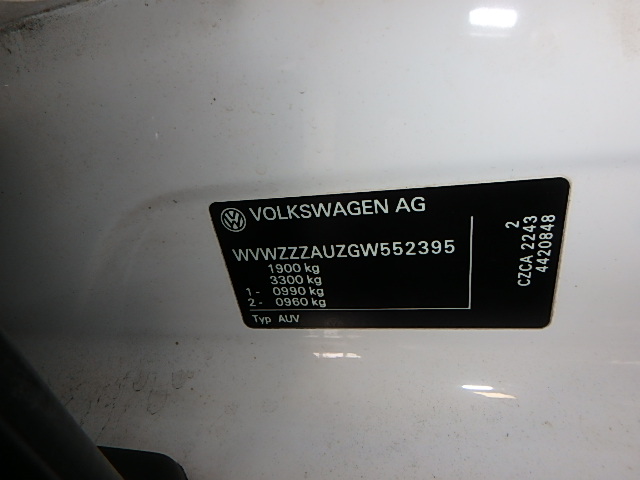 VOLKSWAGEN AG
WVWZZZAUZGW552395
1900 kg
3300 kg
1 - 0990 kg
2 - 0960 kg
Typ AUV
2
CZCA 2243
4420848